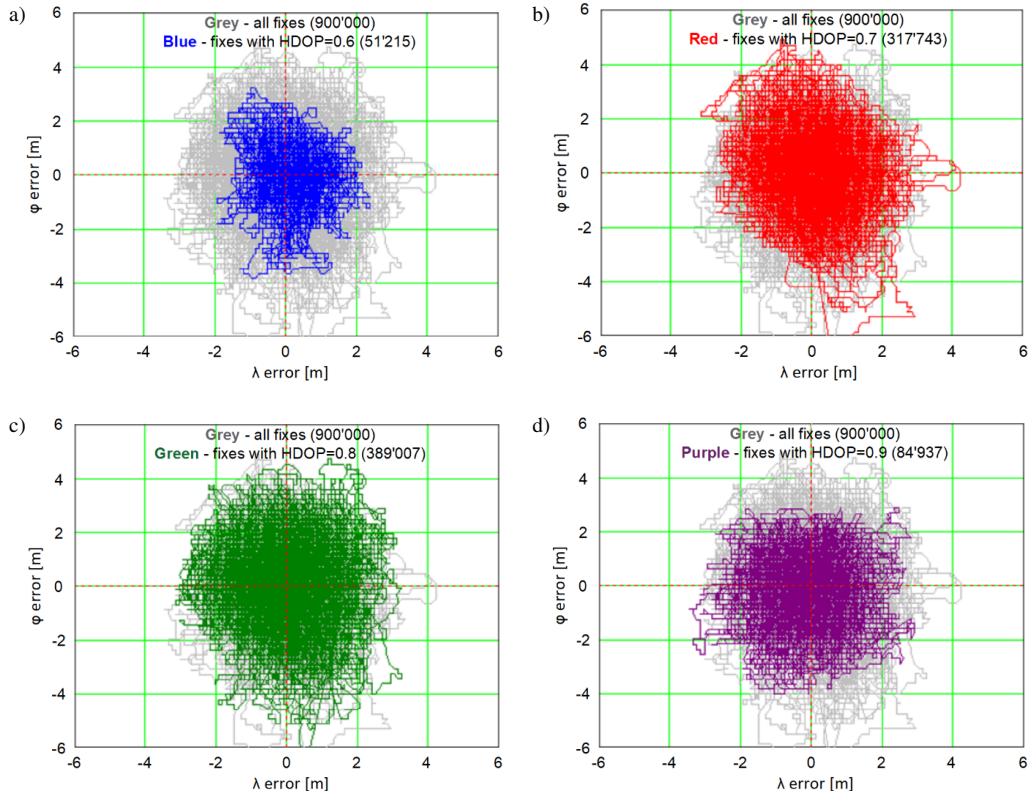 a)
Grey - all fixes (900'000)
Blue - fixes with HDOP=0.6 (51'215)
6
4
2
0
-2
-4
-6
φ error [m]
-6 -4 -2 0 2 4 6
λ error [m]
b)
Grey - all fixes (900'000)
Red - fixes with HDOP=0.7 (317'743)
6
4
2
0
-2
-4
-6
φ error [m]
-6 -4 -2 0 2 4 6
λ error [m]
c)
Grey - all fixes (900'000)
Green - fixes with HDOP=0.8 (389'007)
6
4
2
0
-2
-4
-6
φ error [m]
-6 -4 -2 0 2 4 6
λ error [m]
d)
Grey - all fixes (900'000)
Purple - fixes with HDOP=0.9 (84'937)
6
4
2
0
-2
-4
-6
φ error [m]
-6 -4 -2 0 2 4 6
λ error [m]